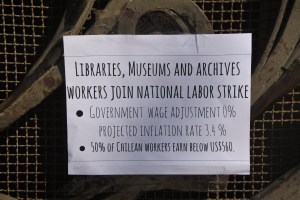 Libraries, Museums and archives
workers join national labor strike
● Government wage adjustment 0%
projected inflation rate 3.4 %
● 50% of Chilean workers earn below US$560.